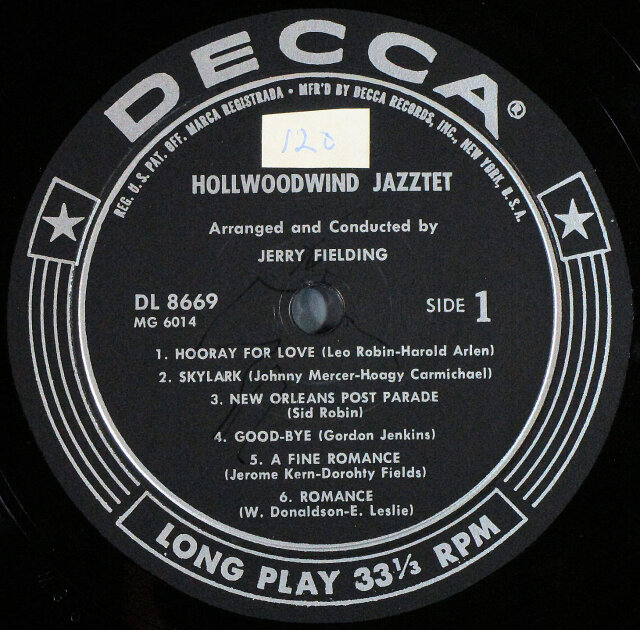 DECCA®
REG. U.S. PAT. OFF. MARCA REGISTRADA • MFR'D BY DECCA RECORDS, INC., NEW YORK, U.S.A.
120
HOLLWOODWIND JAZZTET
Arranged and Conducted by
JERRY FIELDING
DL 8669
MG 6014
SIDE 1
1. HOORAY FOR LOVE (Leo Robin-Harold Arlen)
2. SKYLARK (Johnny Mercer-Hoagy Carmichael)
3. NEW ORLEANS POST PARADE
(Sid Robin)
4. GOOD-BYE (Gordon Jenkins)
5. A FINE ROMANCE
(Jerome Kern-Dorohty Fields)
6. ROMANCE
(W. Donaldson-E. Leslie)
LONG PLAY 33⅓ RPM